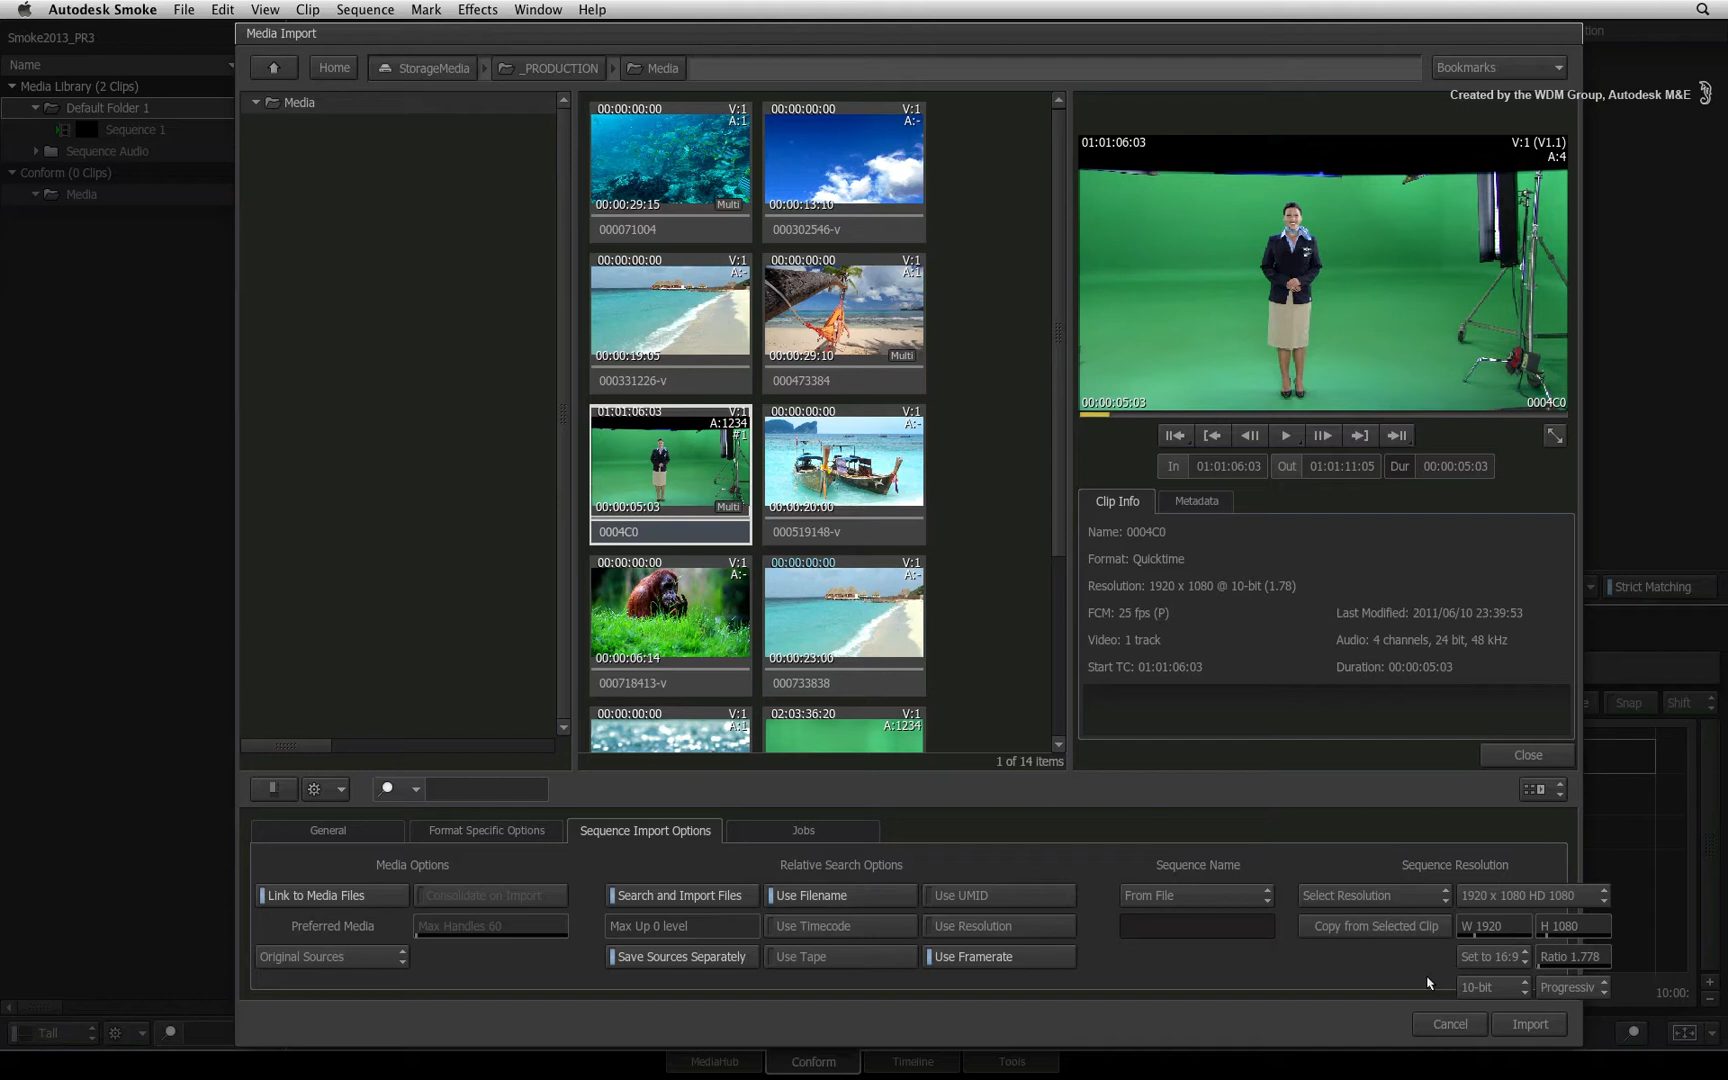 Autodesk Smoke File Edit View Clip Sequence Mark Effects Window Help
Smoke2013_PR3
Media Import
Name
Media Library (2 Clips)
Default Folder 1
Sequence 1
Sequence Audio
Conform (0 Clips)
Media
Home StorageMedia _PRODUCTION Media
Bookmarks
Created by the WDM Group, Autodesk M&E
Media
00:00:00:00 V:1
A:1
00:00:29:15 Multi
000071004
00:00:00:00 V:1
A:-
00:00:13:10
000302546-v
00:00:00:00 V:1
A:-
00:00:19:05
000331226-v
00:00:00:00 V:1
A:1
00:00:29:10 Multi
000473384
01:01:06:03 V:1
A:1234
#1
00:00:05:03 Multi
0004C0
00:00:00:00 V:1
A:-
00:00:20:00
000519148-v
00:00:00:00 V:1
A:-
00:00:06:14
000718413-v
00:00:00:00 V:1
A:-
00:00:23:00
000733838
00:00:00:00 V:1
A:1
02:03:36:20 V:1
A:1234
1 of 14 items
01:01:06:03 V:1 (V1.1)
A:4
00:00:05:03 0004C0
In 01:01:06:03 Out 01:01:11:05 Dur 00:00:05:03
Clip Info Metadata
Name: 0004C0
Format: Quicktime
Resolution: 1920 x 1080 @ 10-bit (1.78)
FCM: 25 fps (P) Last Modified: 2011/06/10 23:39:53
Video: 1 track Audio: 4 channels, 24 bit, 48 kHz
Start TC: 01:01:06:03 Duration: 00:00:05:03
Close
Strict Matching
Snap Shift
General Format Specific Options Sequence Import Options Jobs
Media Options Relative Search Options Sequence Name Sequence Resolution
Link to Media Files Consolidate on Import Search and Import Files Use Filename Use UMID From File Select Resolution 1920 x 1080 HD 1080
Preferred Media Max Handles 60 Max Up 0 level Use Timecode Use Resolution Copy from Selected Clip W 1920 H 1080
Original Sources Save Sources Separately Use Tape Use Framerate Set to 16:9 Ratio 1.778
10-bit Progressiv
10:00:
Tall
Cancel Import
MediaHub Conform Timeline Tools